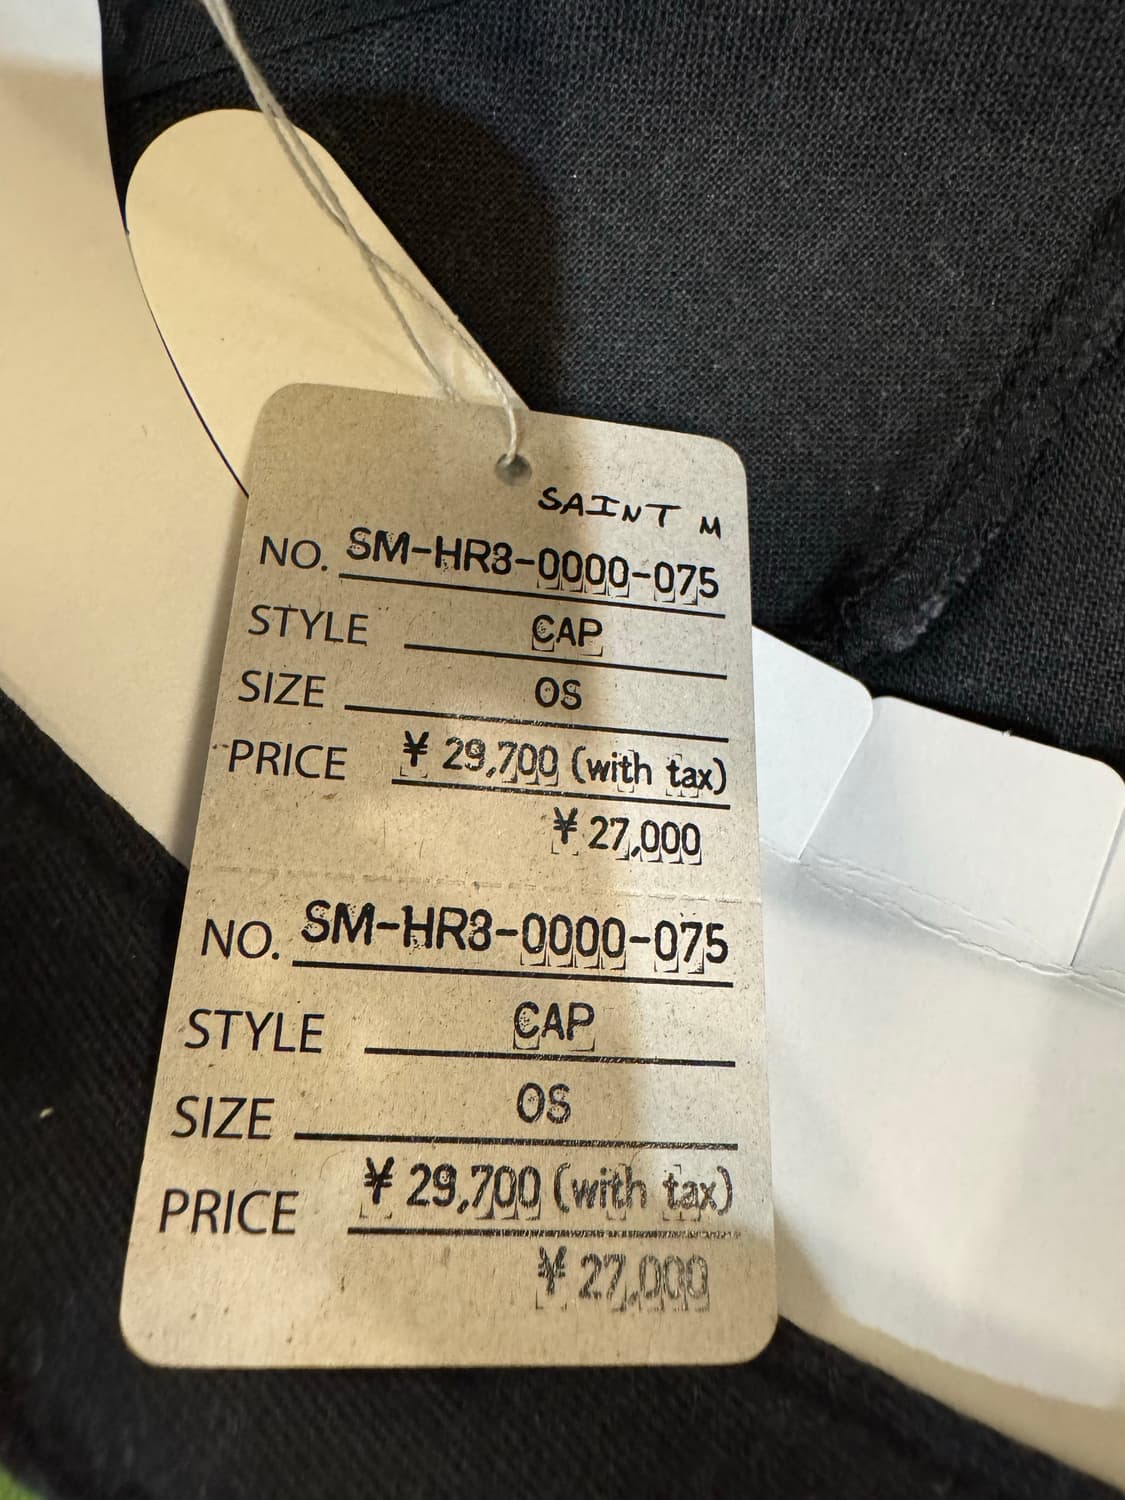 SAINT M
NO. SM-HR3-0000-075
STYLE CAP
SIZE OS
PRICE ¥ 29,700 (with tax)
¥ 27,000
NO. SM-HR3-0000-075
STYLE CAP
SIZE OS
PRICE ¥ 29,700 (with tax)
¥ 27,000